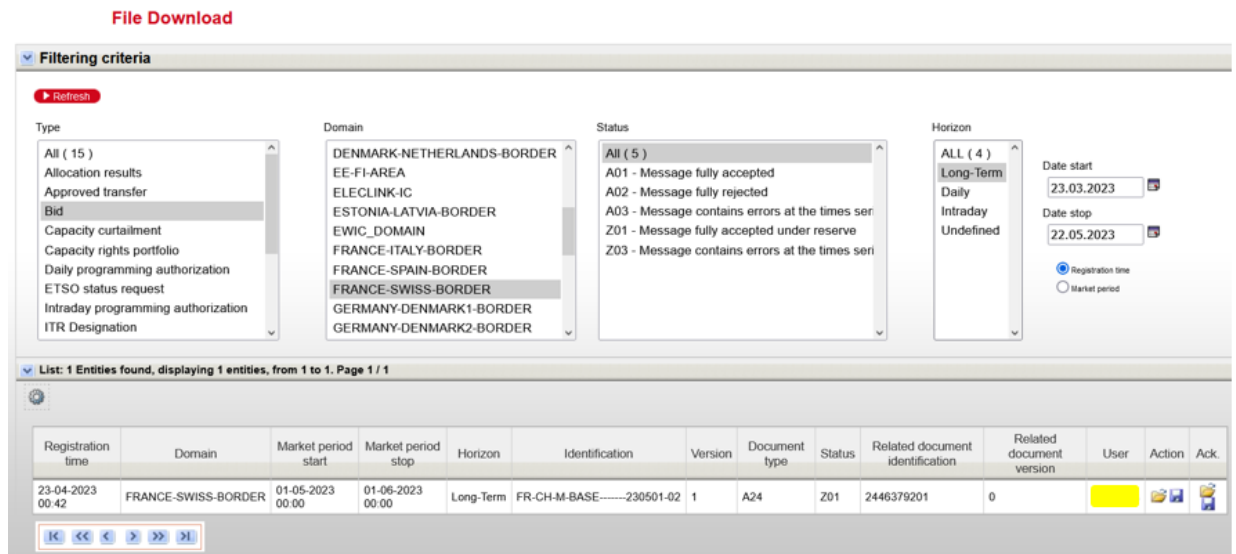 File Download
Filtering criteria
Refresh
Type
All ( 15 )
Allocation results
Approved transfer
Bid
Capacity curtailment
Capacity rights portfolio
Daily programming authorization
ETSO status request
Intraday programming authorization
ITR Designation
Domain
DENMARK-NETHERLANDS-BORDER
EE-FI-AREA
ELECLINK-IC
ESTONIA-LATVIA-BORDER
EWIC_DOMAIN
FRANCE-ITALY-BORDER
FRANCE-SPAIN-BORDER
FRANCE-SWISS-BORDER
GERMANY-DENMARK1-BORDER
GERMANY-DENMARK2-BORDER
Status
All ( 5 )
A01 - Message fully accepted
A02 - Message fully rejected
A03 - Message contains errors at the times seri
Z01 - Message fully accepted under reserve
Z03 - Message contains errors at the times seri
Horizon
ALL ( 4 )
Long-Term
Daily
Intraday
Undefined
Date start
23.03.2023
Date stop
22.05.2023
Registration time
Market period
List: 1 Entities found, displaying 1 entities, from 1 to 1. Page 1 / 1
Registration time Domain Market period start Market period stop Horizon Identification Version Document type Status Related document identification Related document version User Action Ack.
23-04-2023 00:42 FRANCE-SWISS-BORDER 01-05-2023 00:00 01-06-2023 00:00 Long-Term FR-CH-M-BASE-------230501-02 1 A24 Z01 2446379201 0